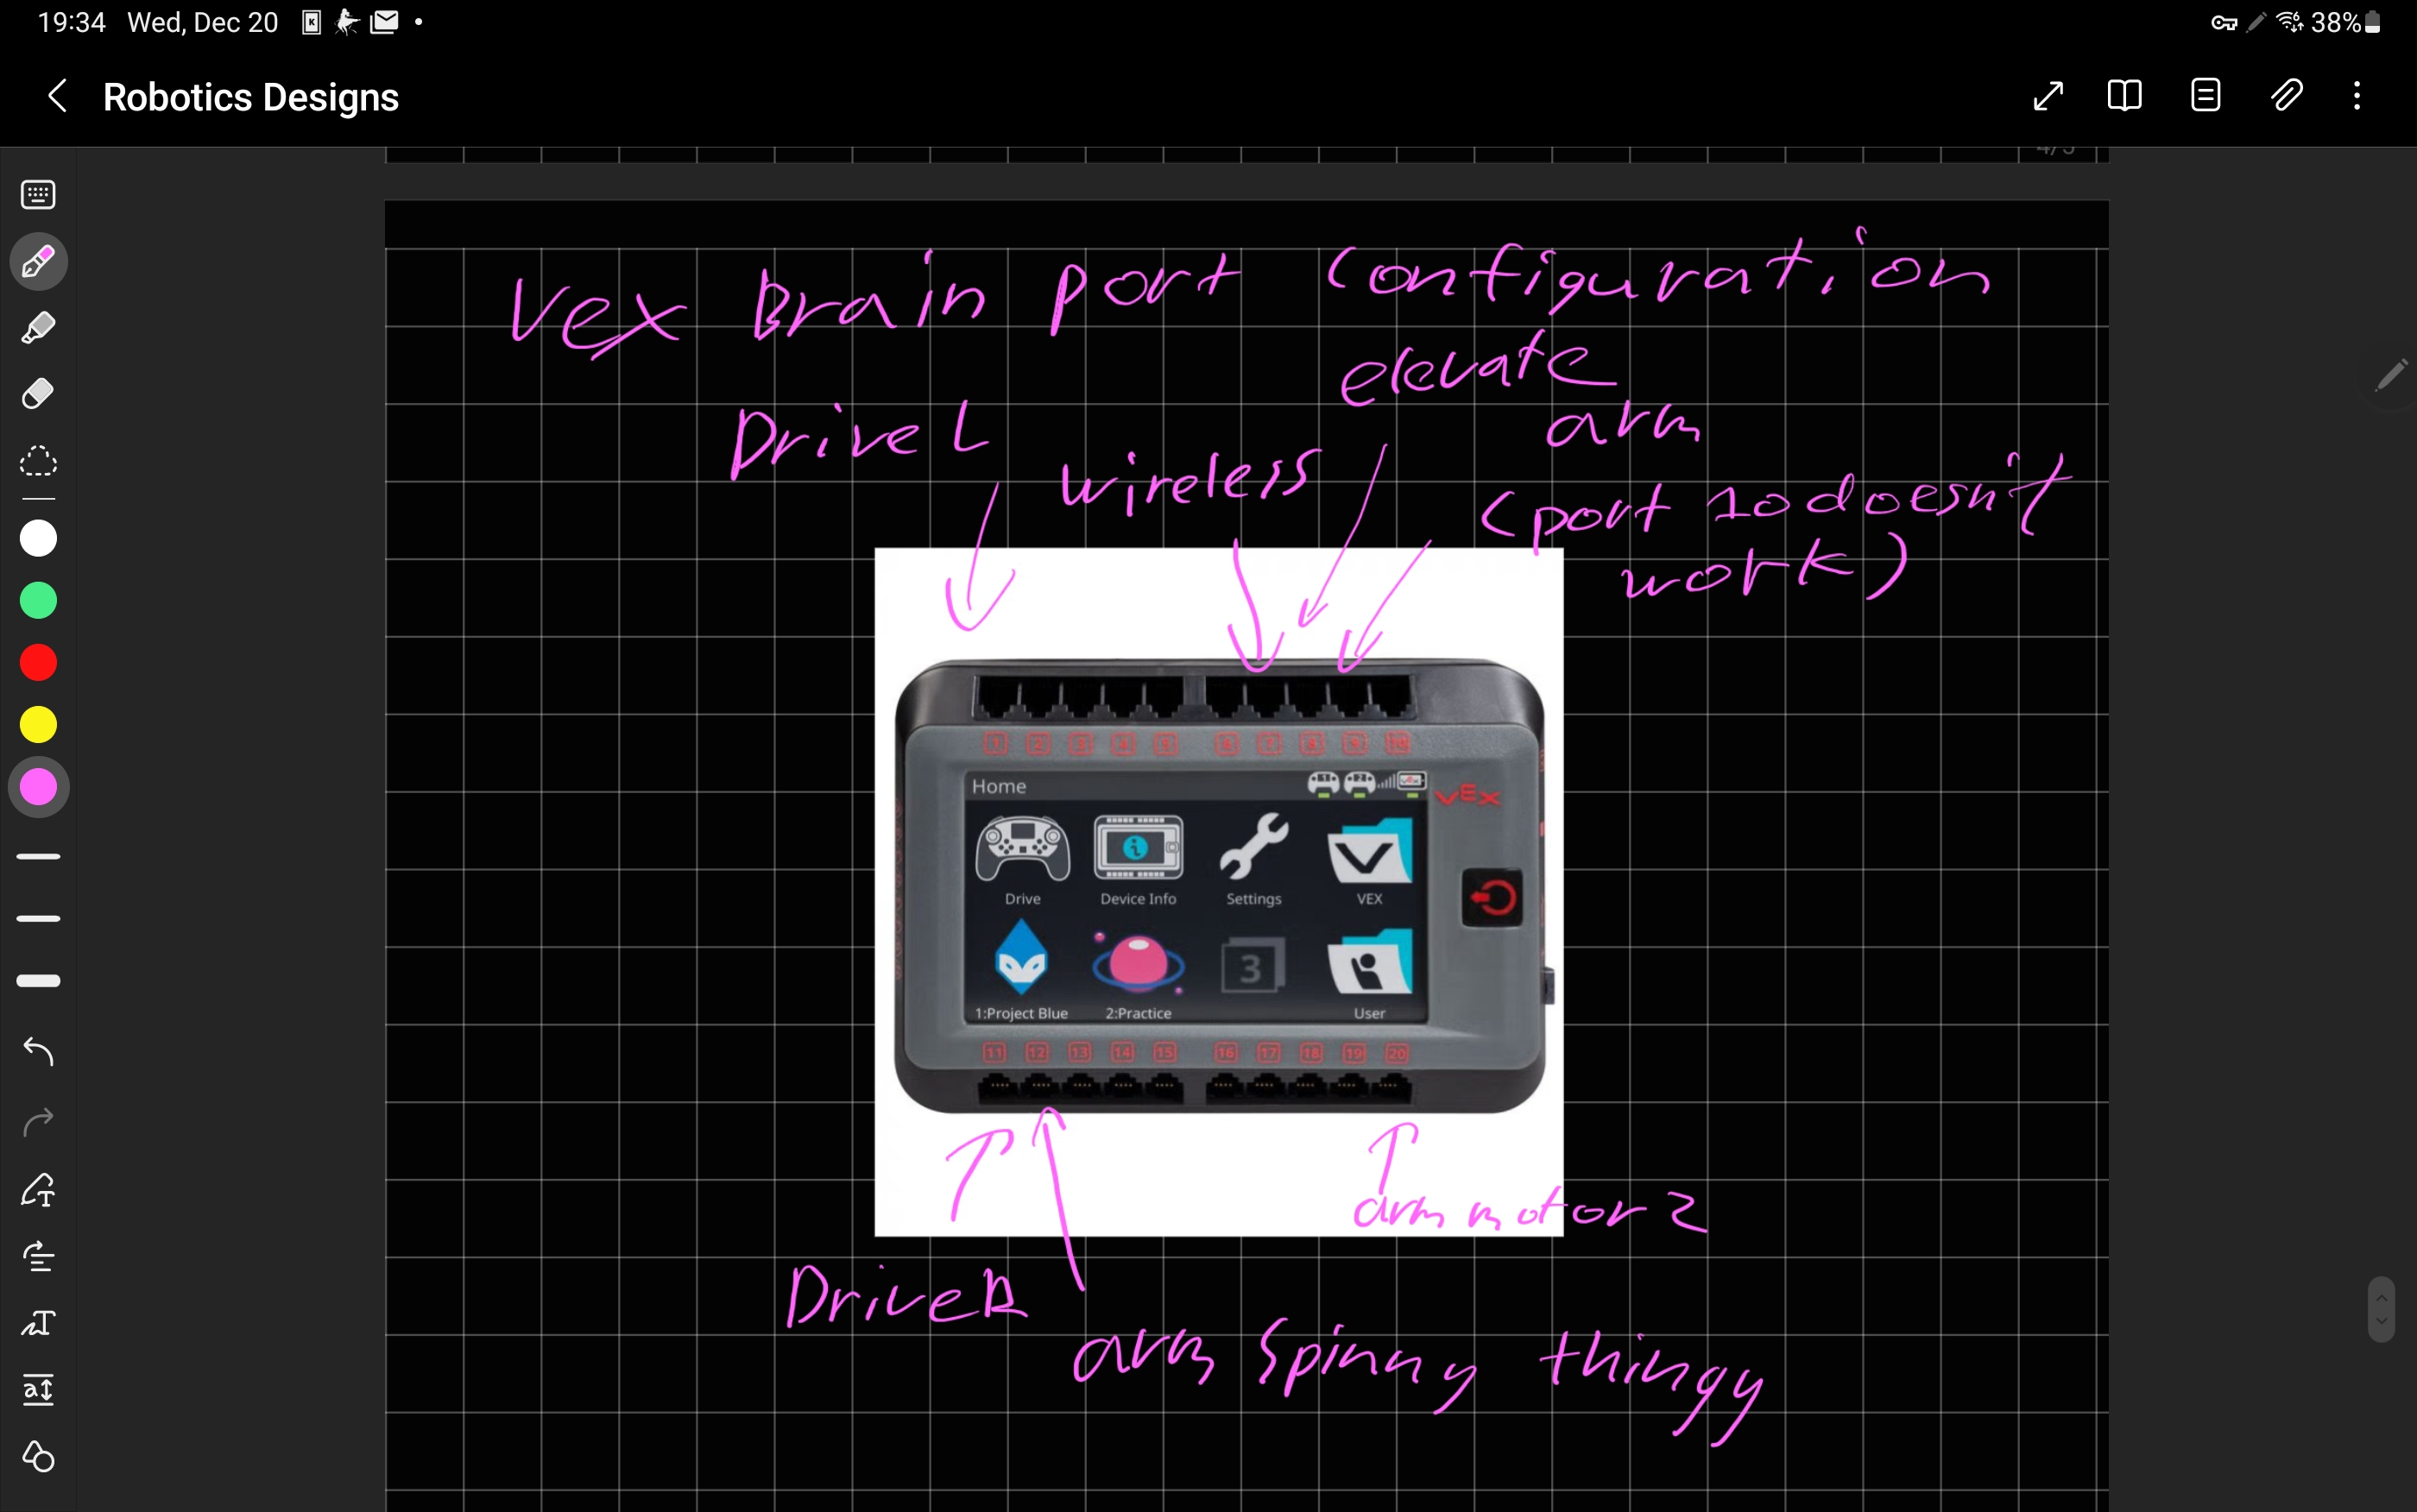 19:34 Wed, Dec 20
38%
Robotics Designs
Vex Brain port configuration
elevate
arm
Drive L
wireless
(port 10 doesn't
work)
1 2 3 4 5 6 7 8 9 10
Home
VEX
Drive Device Info Settings VEX
3
1:Project Blue 2:Practice User
11 12 13 14 15 16 17 18 19 20
arm motor 2
Drive R
arm spinny thingy